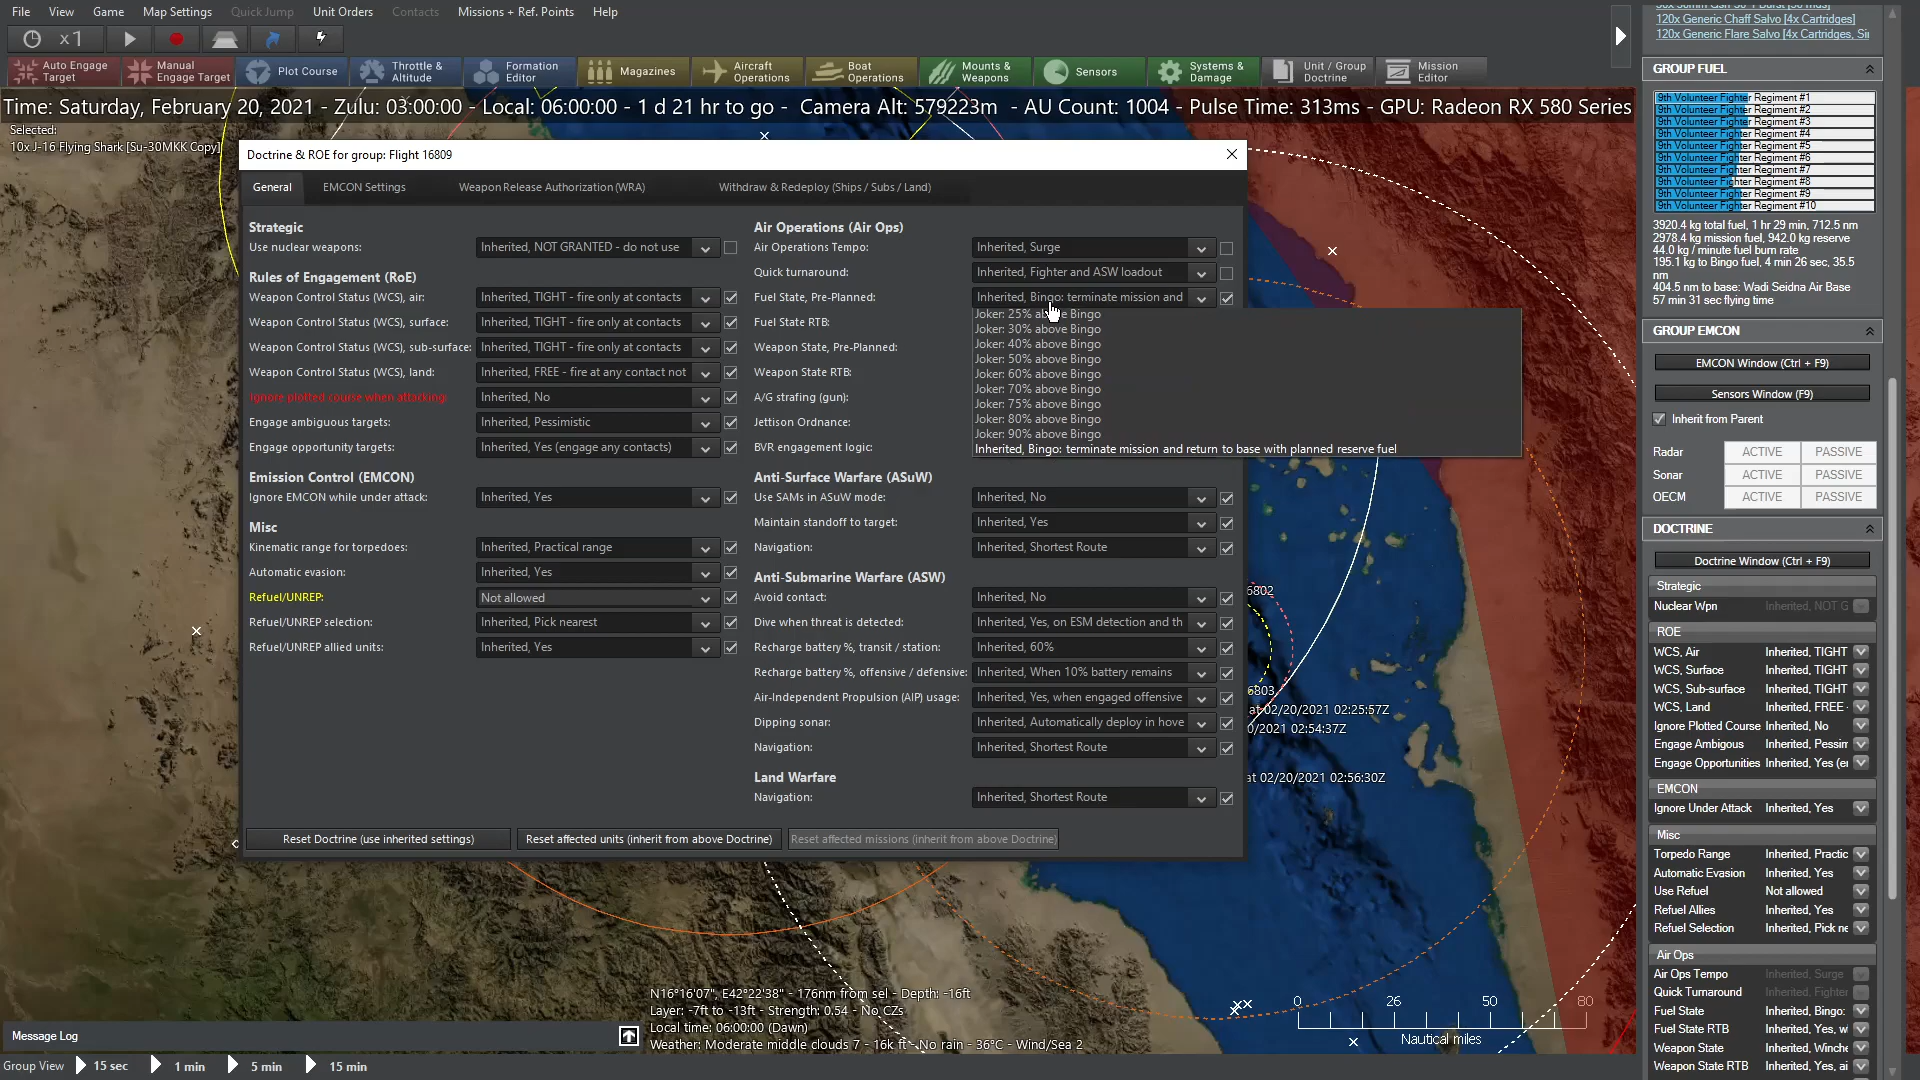 File View Game Map Settings Quick Jump Unit Orders Contacts Missions + Ref. Points Help
x1
Auto Engage Target
Manual Engage Target
Plot Course
Throttle & Altitude
Formation Editor
Magazines
Aircraft Operations
Boat Operations
Mounts & Weapons
Sensors
Systems & Damage
Unit / Group Doctrine
Mission Editor
Time: Saturday, February 20, 2021 - Zulu: 03:00:00 - Local: 06:00:00 - 1 d 21 hr to go - Camera Alt: 579223m - AU Count: 1004 - Pulse Time: 313ms - GPU: Radeon RX 580 Series
Selected:
10x J-16 Flying Shark [Su-30MKK Copy]
Doctrine & ROE for group: Flight 16809
General EMCON Settings Weapon Release Authorization (WRA) Withdraw & Redeploy (Ships / Subs / Land)
Strategic
Use nuclear weapons: Inherited, NOT GRANTED - do not use
Rules of Engagement (RoE)
Weapon Control Status (WCS), air: Inherited, TIGHT - fire only at contacts
Weapon Control Status (WCS), surface: Inherited, TIGHT - fire only at contacts
Weapon Control Status (WCS), sub-surface: Inherited, TIGHT - fire only at contacts
Weapon Control Status (WCS), land: Inherited, FREE - fire at any contact not
Ignore plotted course when attacking: Inherited, No
Engage ambiguous targets: Inherited, Pessimistic
Engage opportunity targets: Inherited, Yes (engage any contacts)
Emission Control (EMCON)
Ignore EMCON while under attack: Inherited, Yes
Misc
Kinematic range for torpedoes: Inherited, Practical range
Automatic evasion: Inherited, Yes
Refuel/UNREP: Not allowed
Refuel/UNREP selection: Inherited, Pick nearest
Refuel/UNREP allied units: Inherited, Yes
Air Operations (Air Ops)
Air Operations Tempo: Inherited, Surge
Quick turnaround: Inherited, Fighter and ASW loadout
Fuel State, Pre-Planned: Inherited, Bingo: terminate mission and
Fuel State RTB:
Weapon State, Pre-Planned:
Weapon State RTB:
A/G strafing (gun):
Jettison Ordnance:
BVR engagement logic:
Joker: 25% above Bingo
Joker: 30% above Bingo
Joker: 40% above Bingo
Joker: 50% above Bingo
Joker: 60% above Bingo
Joker: 70% above Bingo
Joker: 75% above Bingo
Joker: 80% above Bingo
Joker: 90% above Bingo
Inherited, Bingo: terminate mission and return to base with planned reserve fuel
Anti-Surface Warfare (ASuW)
Use SAMs in ASuW mode: Inherited, No
Maintain standoff to target: Inherited, Yes
Navigation: Inherited, Shortest Route
Anti-Submarine Warfare (ASW)
Avoid contact: Inherited, No
Dive when threat is detected: Inherited, Yes, on ESM detection and th
Recharge battery %, transit / station: Inherited, 60%
Recharge battery %, offensive / defensive: Inherited, When 10% battery remains
Air-Independent Propulsion (AIP) usage: Inherited, Yes, when engaged offensive
Dipping sonar: Inherited, Automatically deploy in hove
Navigation: Inherited, Shortest Route
Land Warfare
Navigation: Inherited, Shortest Route
Reset Doctrine (use inherited settings) Reset affected units (inherit from above Doctrine) Reset affected missions (inherit from above Doctrine)
6802
6803
at 02/20/2021 02:25:57Z
0/2021 02:54:37Z
at 02/20/2021 02:56:30Z
N16°16'07", E42°22'38" - 176nm from sel - Depth: -16ft
Layer: -7ft to -13ft - Strength: 0.54 - No CZs
Local time: 06:00:00 (Dawn)
Weather: Moderate middle clouds 7 - 16k ft - No rain - 36°C - Wind/Sea 2
0 26 50 80
Nautical miles
Message Log
Group View 15 sec 1 min 5 min 15 min
120x Generic Chaff Salvo [4x Cartridges]
120x Generic Flare Salvo [4x Cartridges, Si
GROUP FUEL
9th Volunteer Fighter Regiment #1
9th Volunteer Fighter Regiment #2
9th Volunteer Fighter Regiment #3
9th Volunteer Fighter Regiment #4
9th Volunteer Fighter Regiment #5
9th Volunteer Fighter Regiment #6
9th Volunteer Fighter Regiment #7
9th Volunteer Fighter Regiment #8
9th Volunteer Fighter Regiment #9
9th Volunteer Fighter Regiment #10
3920.4 kg total fuel, 1 hr 29 min, 712.5 nm
2978.4 kg mission fuel, 942.0 kg reserve
44.0 kg / minute fuel burn rate
195.1 kg to Bingo fuel, 4 min 26 sec, 35.5
nm
404.5 nm to base: Wadi Seidna Air Base
57 min 31 sec flying time
GROUP EMCON
EMCON Window (Ctrl + F9)
Sensors Window (F9)
Inherit from Parent
Radar ACTIVE PASSIVE
Sonar ACTIVE PASSIVE
OECM ACTIVE PASSIVE
DOCTRINE
Doctrine Window (Ctrl + F9)
Strategic
Nuclear Wpn Inherited, NOT G
ROE
WCS, Air Inherited, TIGHT
WCS, Surface Inherited, TIGHT
WCS, Sub-surface Inherited, TIGHT
WCS, Land Inherited, FREE -
Ignore Plotted Course Inherited, No
Engage Ambiguous Inherited, Pessim
Engage Opportunities Inherited, Yes (en
EMCON
Ignore Under Attack Inherited, Yes
Misc
Torpedo Range Inherited, Practic
Automatic Evasion Inherited, Yes
Use Refuel Not allowed
Refuel Allies Inherited, Yes
Refuel Selection Inherited, Pick ne
Air Ops
Air Ops Tempo Inherited, Surge
Quick Turnaround Inherited, Fighter
Fuel State Inherited, Bingo:
Fuel State RTB Inherited, Yes, w
Weapon State Inherited, Winche
Weapon State RTB Inherited, Yes, ai